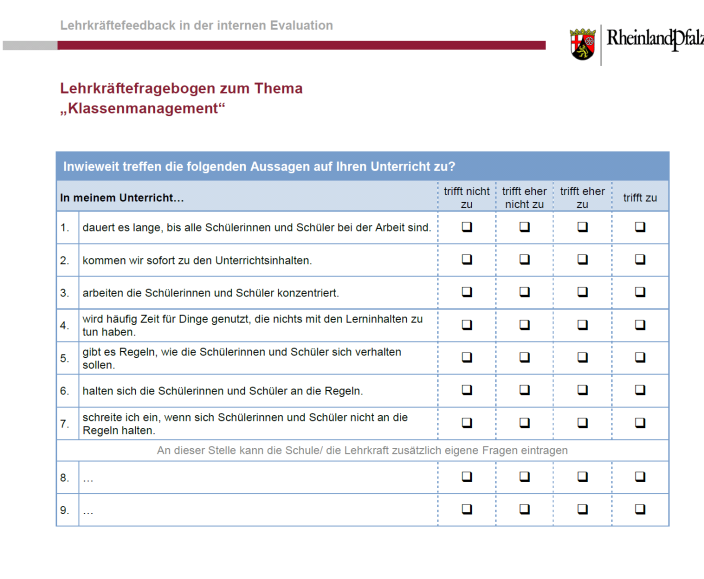 Lehrkräftefeedback in der internen Evaluation
RheinlandPfalz
Lehrkräftefragebogen zum Thema
„Klassenmanagement“
Inwieweit treffen die folgenden Aussagen auf Ihren Unterricht zu?
In meinem Unterricht… trifft nicht zu trifft eher nicht zu trifft eher zu trifft zu
1. dauert es lange, bis alle Schülerinnen und Schüler bei der Arbeit sind. ❑ ❑ ❑ ❑
2. kommen wir sofort zu den Unterrichtsinhalten. ❑ ❑ ❑ ❑
3. arbeiten die Schülerinnen und Schüler konzentriert. ❑ ❑ ❑ ❑
4. wird häufig Zeit für Dinge genutzt, die nichts mit den Lerninhalten zu
tun haben. ❑ ❑ ❑ ❑
5. gibt es Regeln, wie die Schülerinnen und Schüler sich verhalten
sollen. ❑ ❑ ❑ ❑
6. halten sich die Schülerinnen und Schüler an die Regeln. ❑ ❑ ❑ ❑
7. schreite ich ein, wenn sich Schülerinnen und Schüler nicht an die
Regeln halten. ❑ ❑ ❑ ❑
An dieser Stelle kann die Schule/ die Lehrkraft zusätzlich eigene Fragen eintragen
8. … ❑ ❑ ❑ ❑
9. … ❑ ❑ ❑ ❑